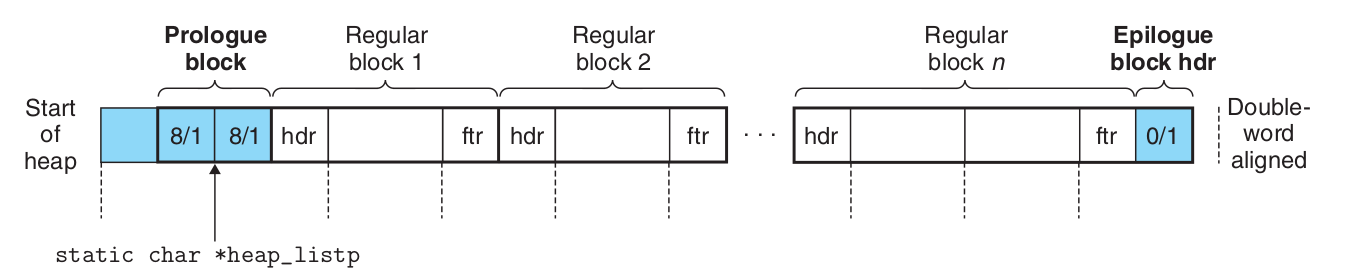 Prologue
block
Regular
block 1
Regular
block 2
Regular
block n
Epilogue
block hdr
Start
of
heap
8/1 8/1 hdr ftr hdr ftr · · · hdr ftr 0/1
Double-
word
aligned
static char *heap_listp